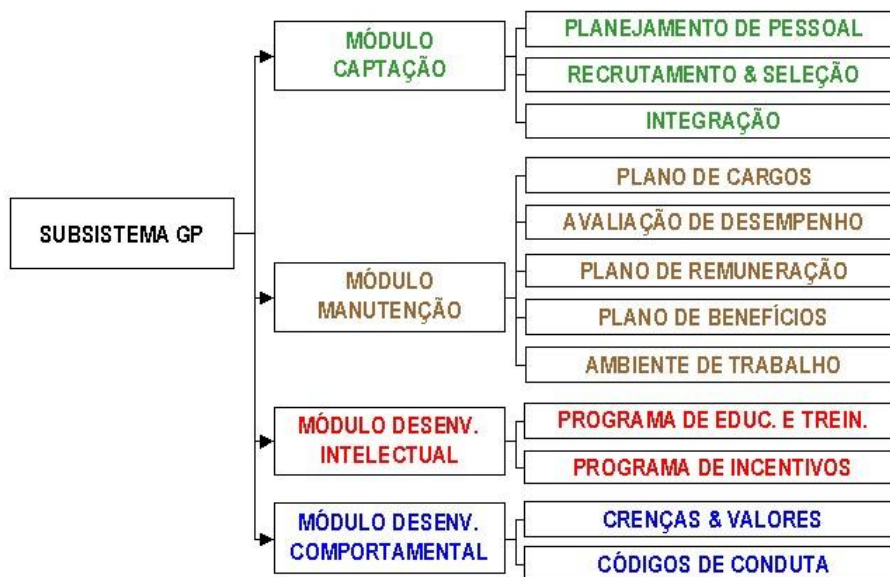 SUBSISTEMA GP
MÓDULO
CAPTAÇÃO
PLANEJAMENTO DE PESSOAL
RECRUTAMENTO & SELEÇÃO
INTEGRAÇÃO
MÓDULO
MANUTENÇÃO
PLANO DE CARGOS
AVALIAÇÃO DE DESEMPENHO
PLANO DE REMUNERAÇÃO
PLANO DE BENEFÍCIOS
AMBIENTE DE TRABALHO
MÓDULO DESENV.
INTELECTUAL
PROGRAMA DE EDUC. E TREIN.
PROGRAMA DE INCENTIVOS
MÓDULO DESENV.
COMPORTAMENTAL
CRENÇAS & VALORES
CÓDIGOS DE CONDUTA